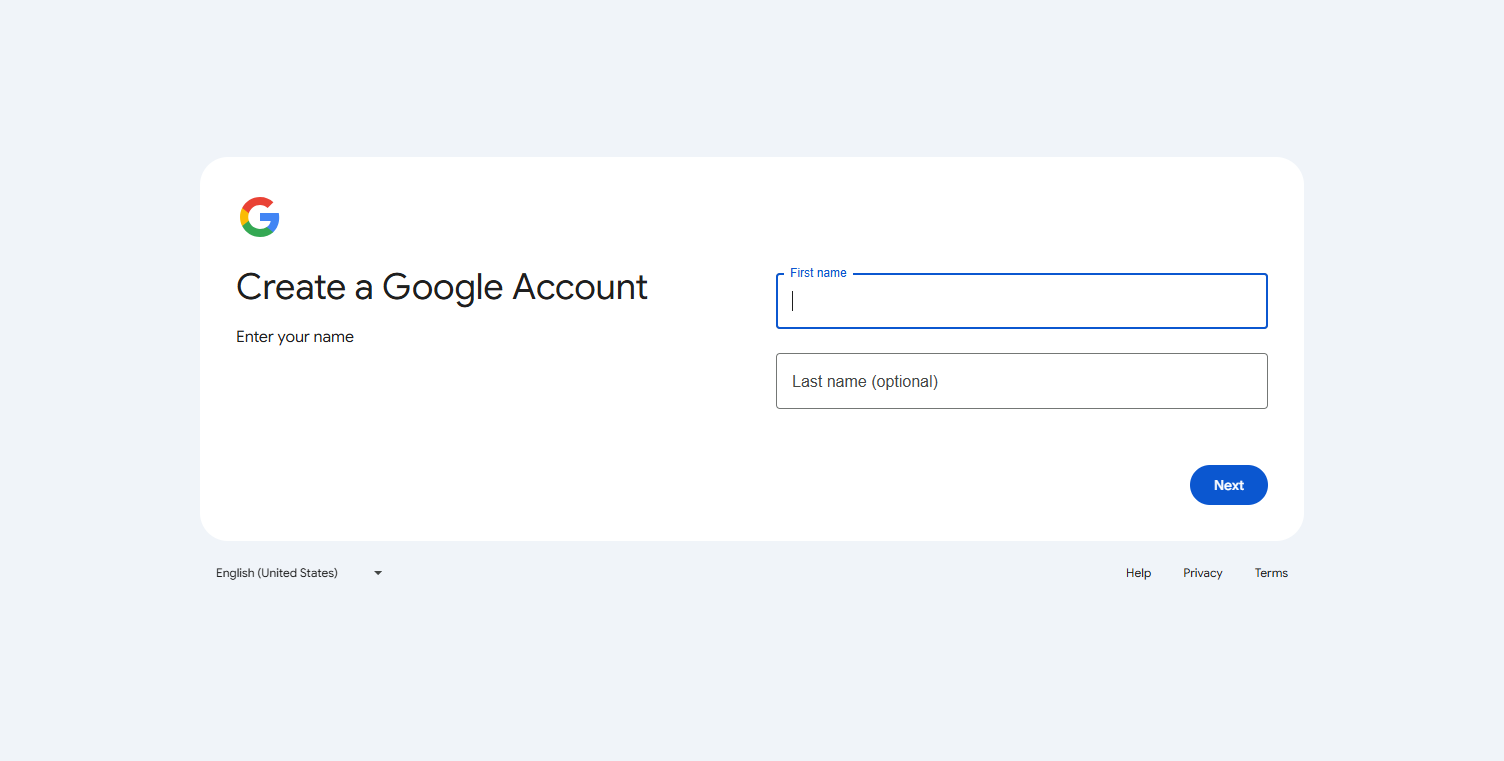 Create a Google Account
Enter your name
First name
Last name (optional)
Next
English (United States)
Help
Privacy
Terms